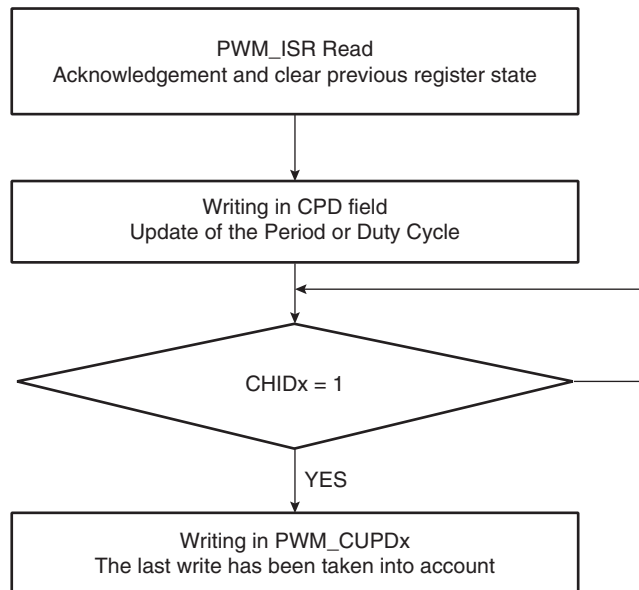 PWM_ISR Read
Acknowledgement and clear previous register state
Writing in CPD field
Update of the Period or Duty Cycle
CHIDx = 1
YES
Writing in PWM_CUPDx
The last write has been taken into account